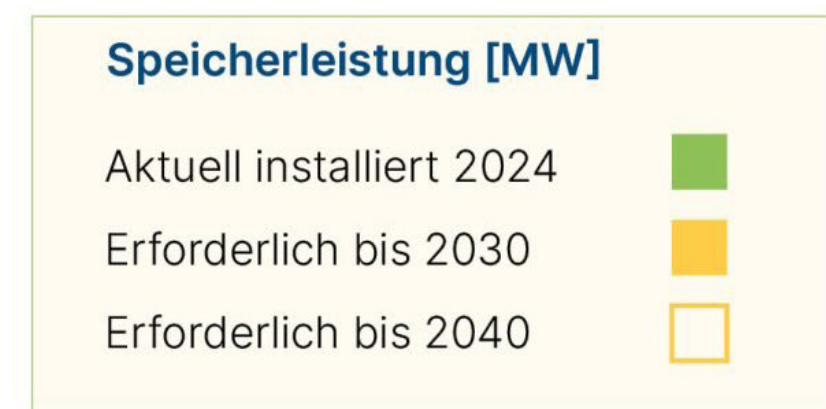 Speicherleistung [MW]
Aktuell installiert 2024
Erforderlich bis 2030
Erforderlich bis 2040